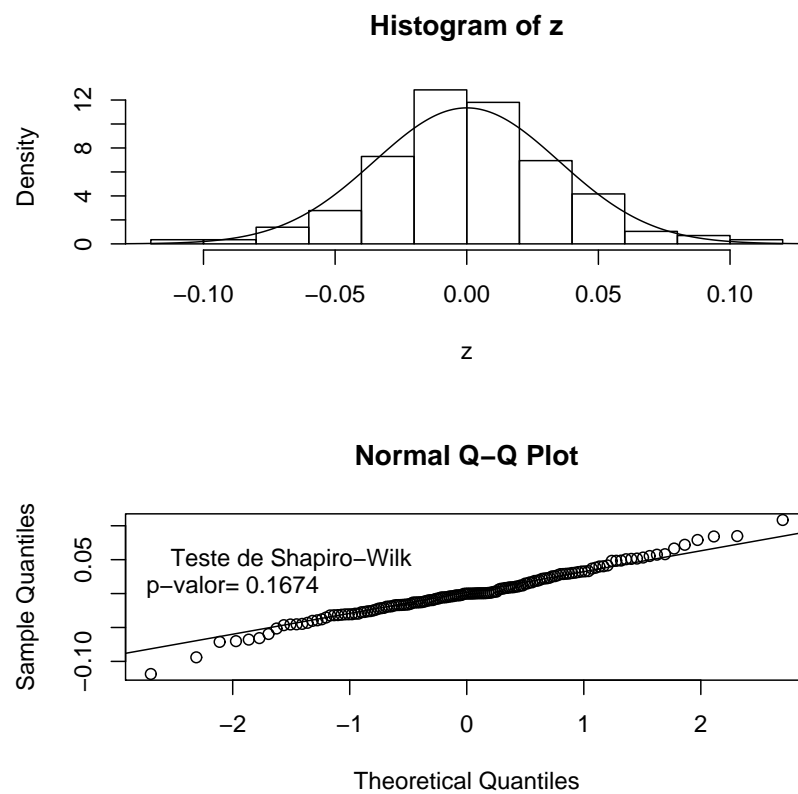 Histogram of z
Density
0 4 8 12
−0.10 −0.05 0.00 0.05 0.10
z
Normal Q−Q Plot
Sample Quantiles
−0.10 0.05
Teste de Shapiro−Wilk
p−valor= 0.1674
−2 −1 0 1 2
Theoretical Quantiles